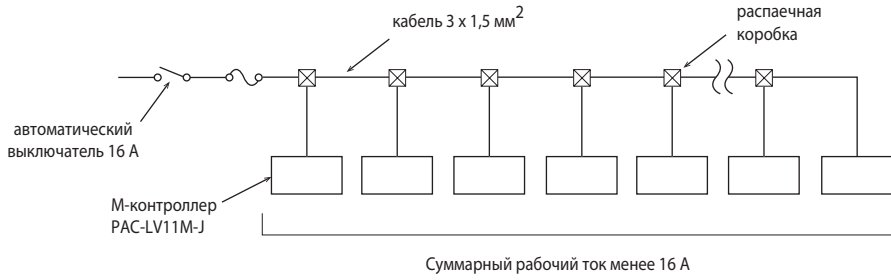 кабель 3 x 1,5 мм²
распаечная
коробка
автоматический
выключатель 16 А
М-контроллер
PAC-LV11M-J
Суммарный рабочий ток менее 16 А